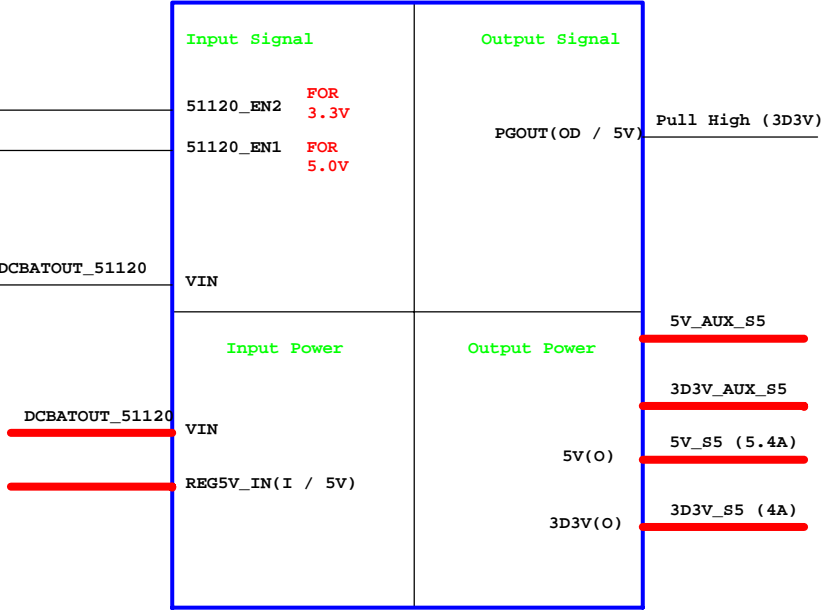 Input Signal
Output Signal
51120_EN2
FOR
3.3V
51120_EN1
FOR
5.0V
PGOUT(OD / 5V)
Pull High (3D3V)
DCBATOUT_51120
VIN
Input Power
Output Power
5V_AUX_S5
3D3V_AUX_S5
DCBATOUT_51120
VIN
5V(O)
5V_S5 (5.4A)
REG5V_IN(I / 5V)
3D3V(O)
3D3V_S5 (4A)